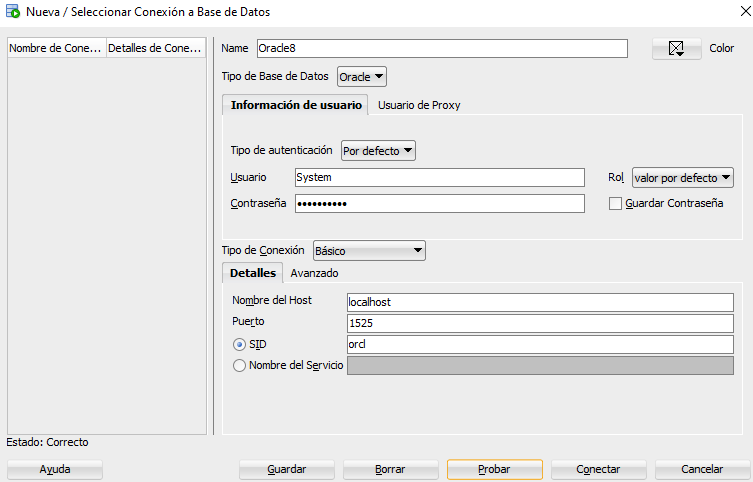 Nueva / Seleccionar Conexión a Base de Datos
Nombre de Cone... Detalles de Cone...
Name Oracle8 Color
Tipo de Base de Datos Oracle
Información de usuario Usuario de Proxy
Tipo de autenticación Por defecto
Usuario System Rol valor por defecto
Contraseña •••••••••• Guardar Contraseña
Tipo de Conexión Básico
Detalles Avanzado
Nombre del Host localhost
Puerto 1525
SID orcl
Nombre del Servicio
Estado: Correcto
Ayuda Guardar Borrar Probar Conectar Cancelar